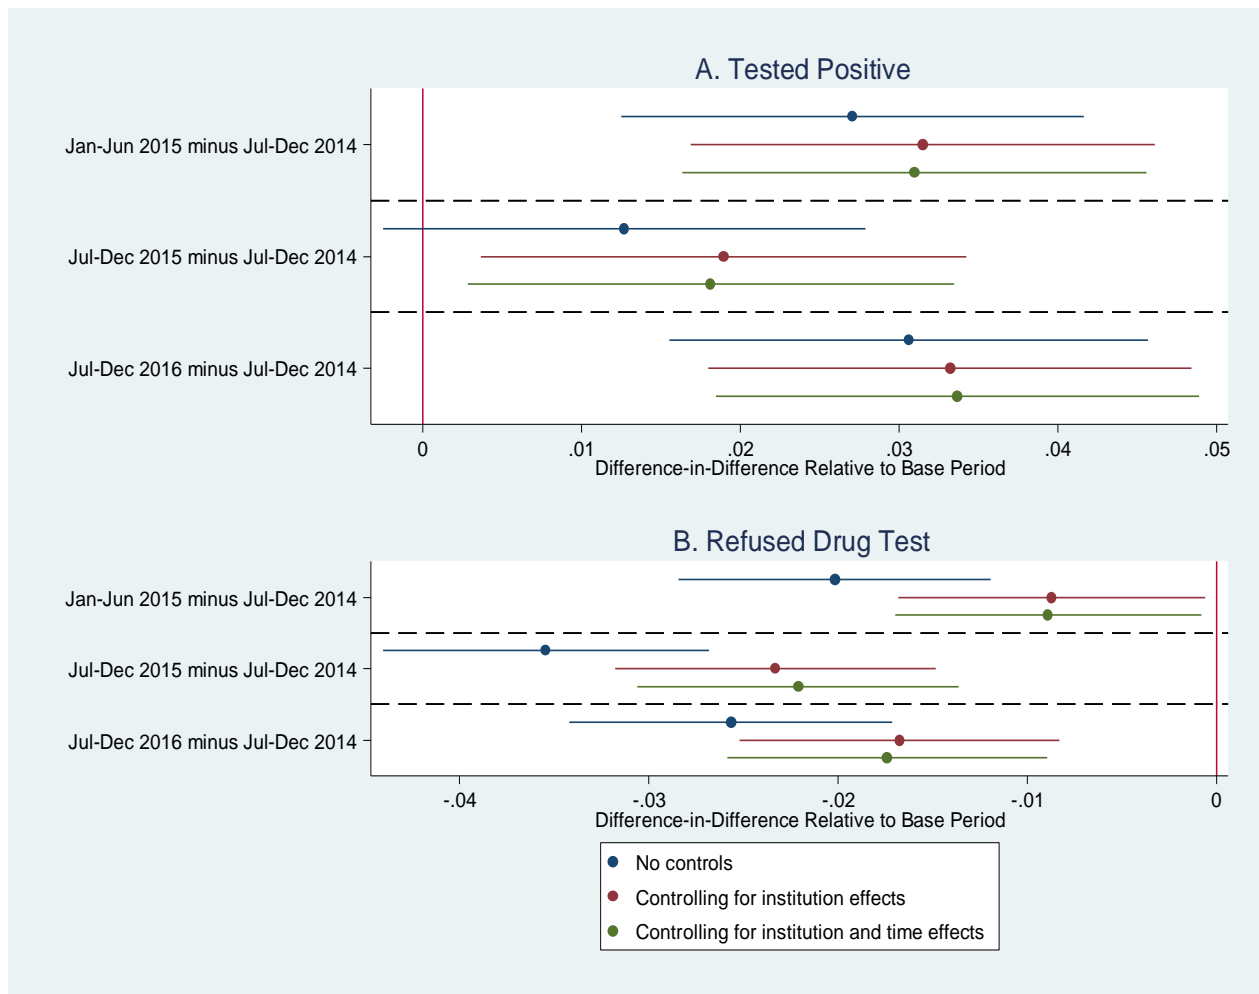 A. Tested Positive
Jan-Jun 2015 minus Jul-Dec 2014
Jul-Dec 2015 minus Jul-Dec 2014
Jul-Dec 2016 minus Jul-Dec 2014
0 .01 .02 .03 .04 .05
Difference-in-Difference Relative to Base Period
B. Refused Drug Test
Jan-Jun 2015 minus Jul-Dec 2014
Jul-Dec 2015 minus Jul-Dec 2014
Jul-Dec 2016 minus Jul-Dec 2014
-.04 -.03 -.02 -.01 0
Difference-in-Difference Relative to Base Period
No controls
Controlling for institution effects
Controlling for institution and time effects